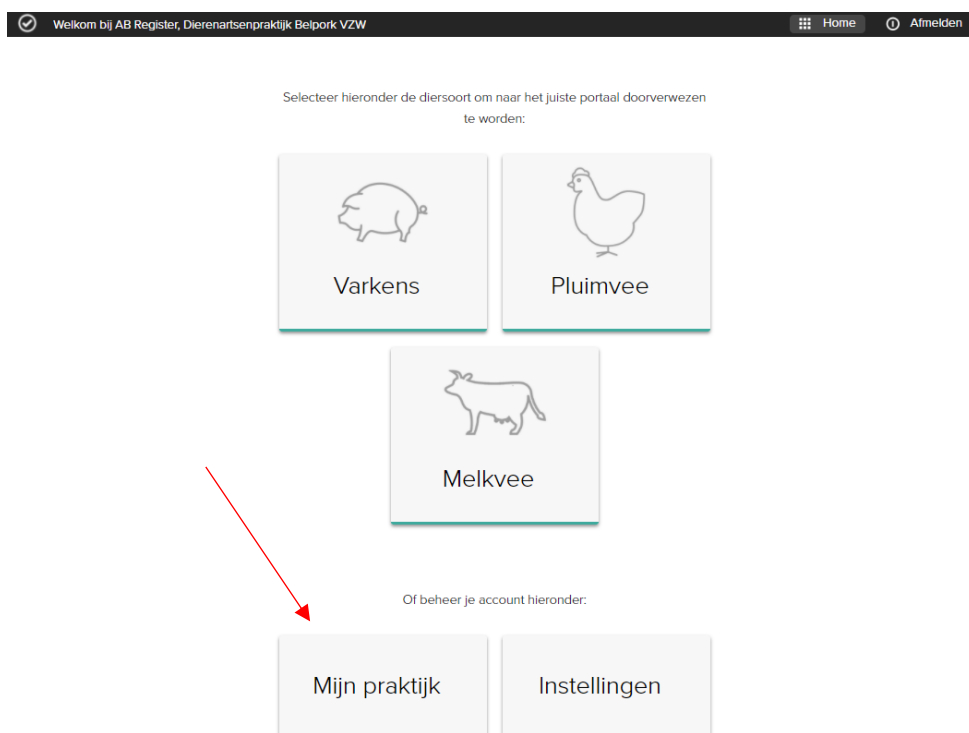 Welkom bij AB Register, Dierenartsenpraktijk Belpork VZW
Home
Afmelden
Selecteer hieronder de diersoort om naar het juiste portaal doorverwezen
te worden:
Varkens
Pluimvee
Melkvee
Of beheer je account hieronder:
Mijn praktijk
Instellingen